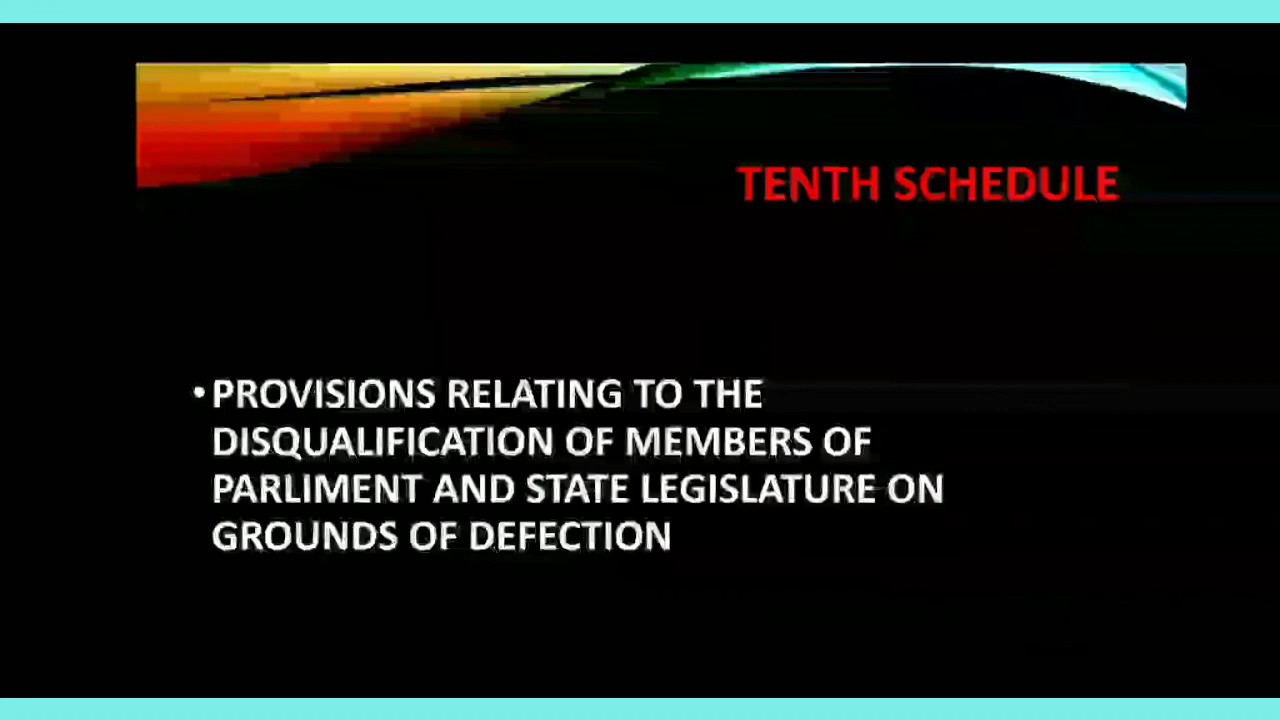 TENTH SCHEDULE
•PROVISIONS RELATING TO THE
DISQUALIFICATION OF MEMBERS OF
PARLIMENT AND STATE LEGISLATURE ON
GROUNDS OF DEFECTION